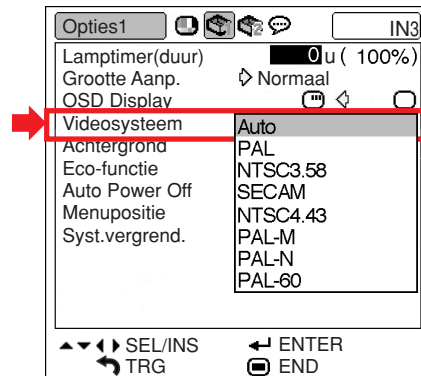 Opties1 IN3
Lamptimer(duur) 0 u ( 100%)
Grootte Aanp. Normaal
OSD Display
Videosysteem Auto
Achtergrond PAL
Eco-functie NTSC3.58
Auto Power Off SECAM
Menupositie NTSC4.43
Syst.vergrend. PAL-M
PAL-N
PAL-60
SEL/INS ENTER
TRG END